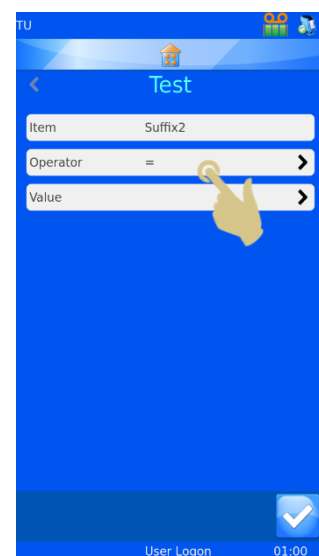 TU
Test
Item Suffix2
Operator =
Value
User Logon 01:00